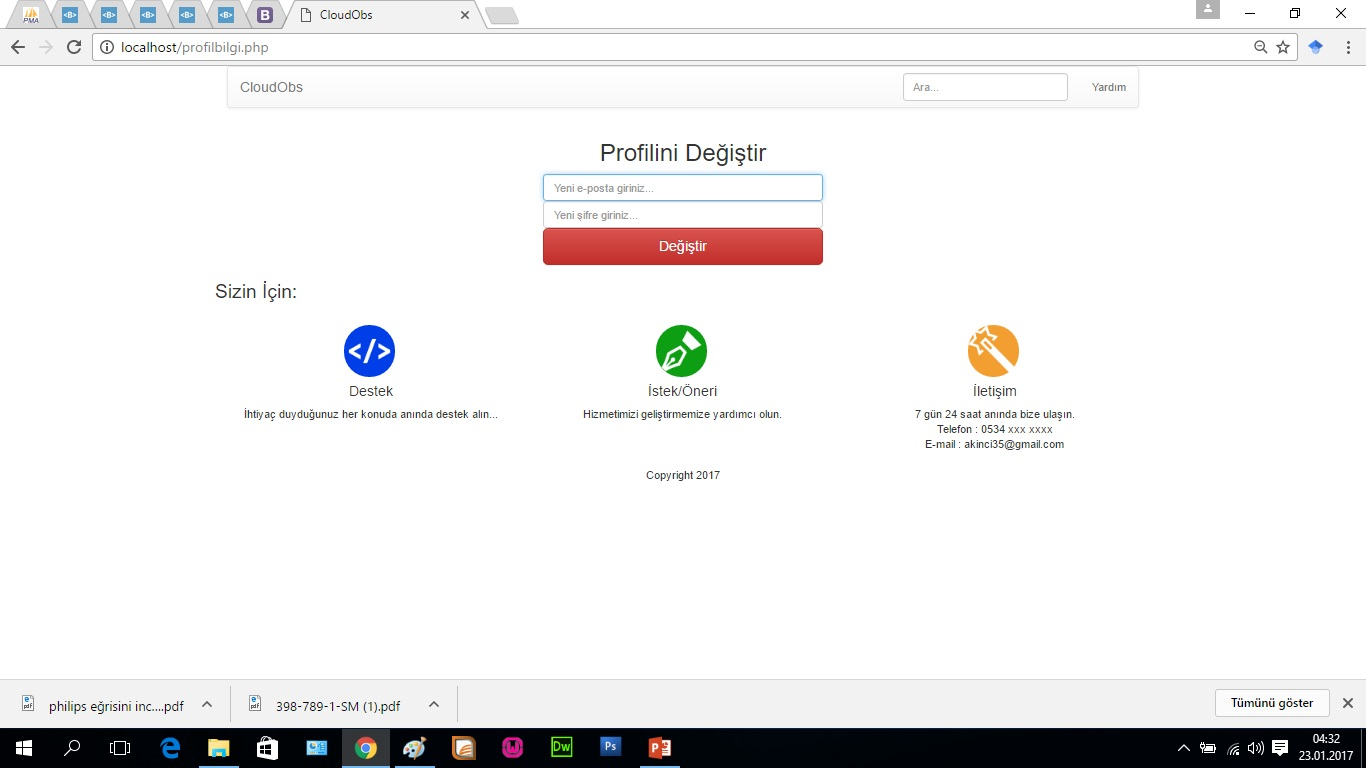 PMA
<B>
<B>
<B>
<B>
<B>
B
CloudObs
localhost/profilbilgi.php
CloudObs
Ara...
Yardım
Profilini Değiştir
Yeni e-posta giriniz...
Yeni şifre giriniz...
Değiştir
Sizin İçin:
</>
Destek
İhtiyaç duyduğunuz her konuda anında destek alın...
İstek/Öneri
Hizmetimizi geliştirmemize yardımcı olun.
İletişim
7 gün 24 saat anında bize ulaşın.
Telefon : 0534 xxx xxxx
E-mail : akinci35@gmail.com
Copyright 2017
philips eğrisini inc....pdf
398-789-1-SM (1).pdf
Tümünü göster
Dw
Ps
04:32
23.01.2017